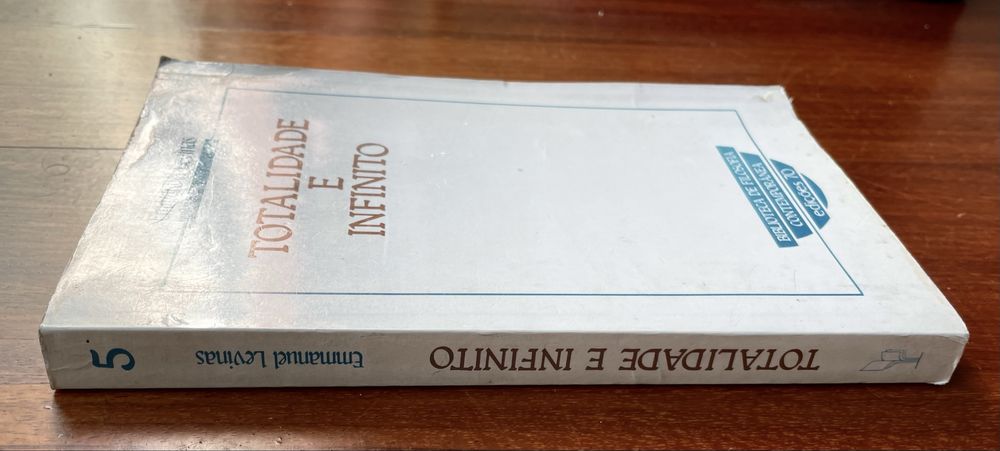 TOTALIDADE
E
INFINITO
BIBLIOTECA DE FILOSOFIA
CONTEMPORÂNEA
edições 70
5
Emmanuel Levinas
TOTALIDADE E INFINITO